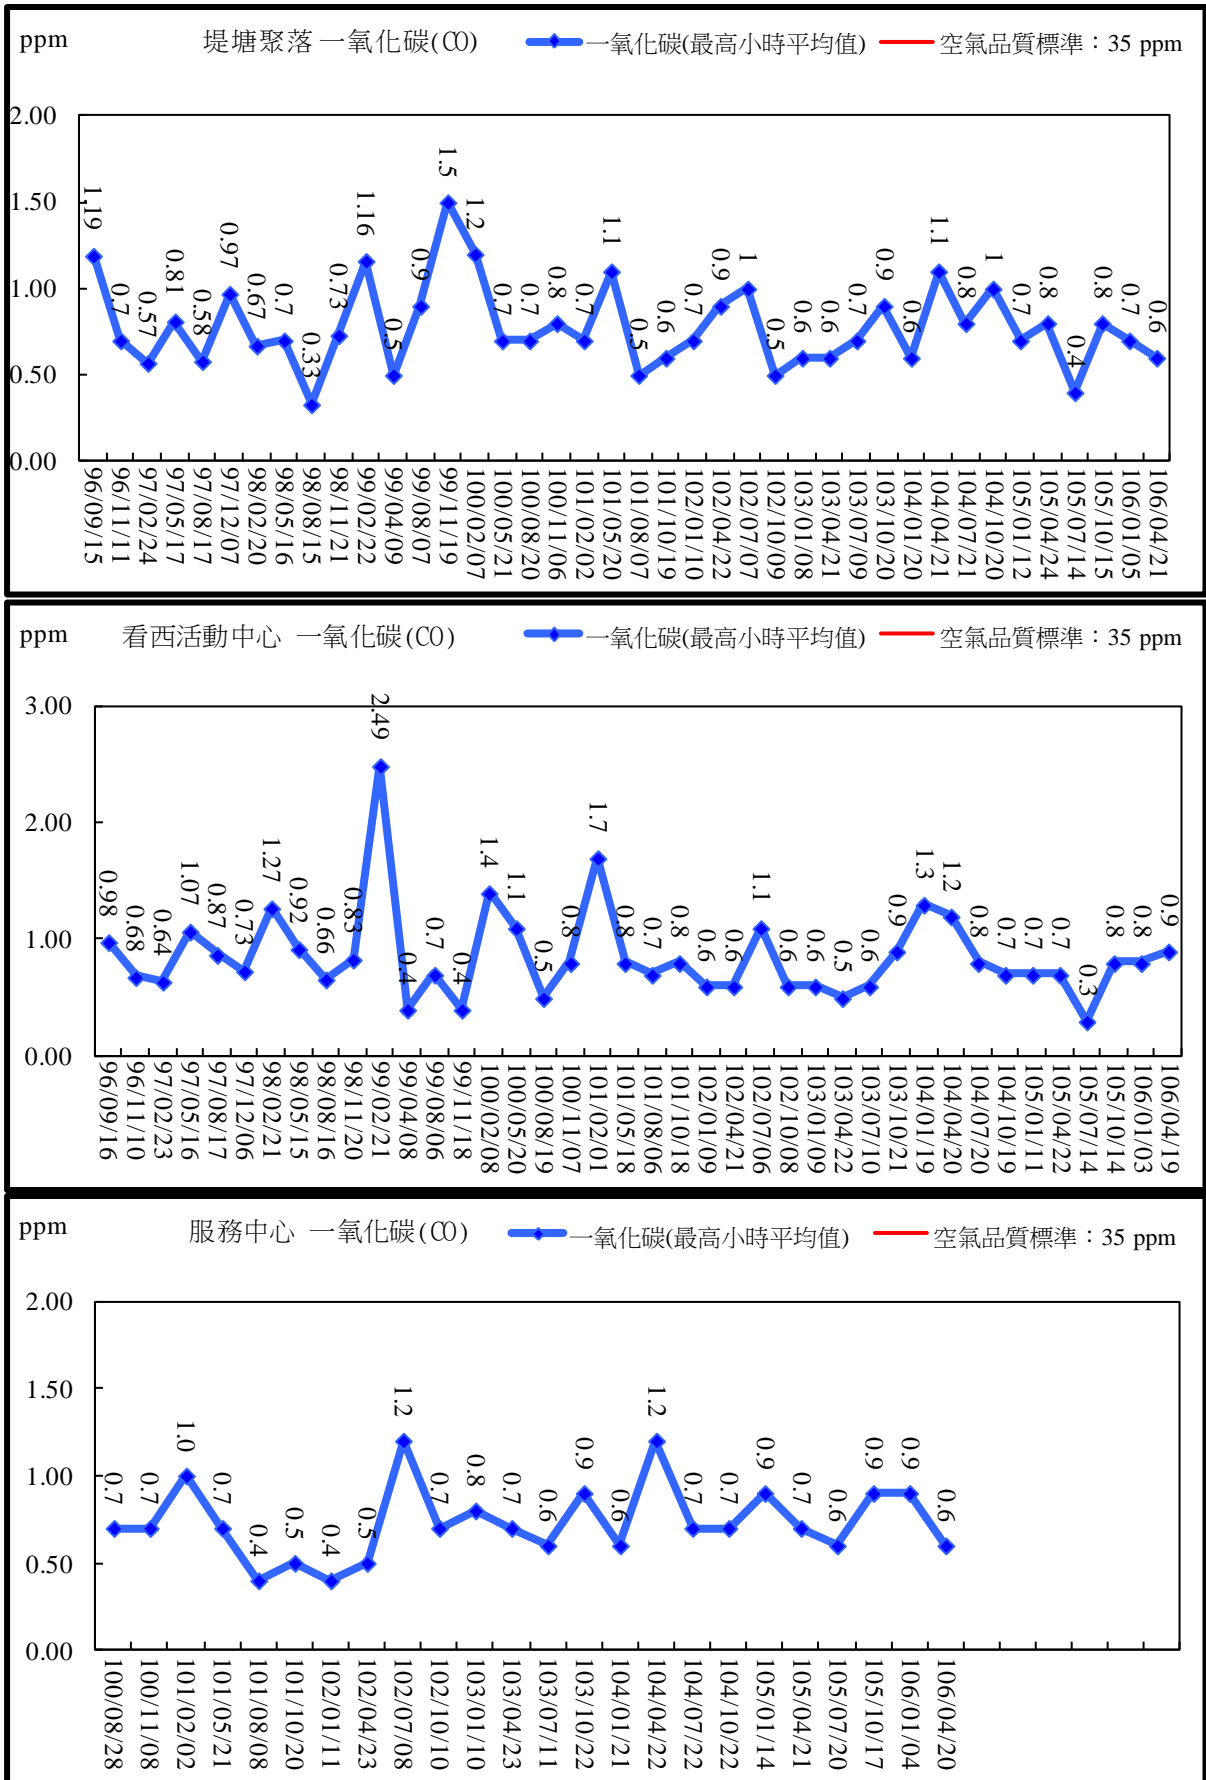 ppm 堤塘聚落 一氧化碳(CO) 一氧化碳(最高小時平均值) 空氣品質標準：35 ppm
2.00
1.50
1.00
0.50
0.00
1.19 0.7 0.57 0.81 0.58 0.97 0.67 0.7 0.33 0.73 1.16 0.5 0.9 1.5 1.2 0.7 0.7 0.8 0.7 1.1 0.5 0.6 0.7 0.9 1 0.5 0.6 0.6 0.7 0.9 0.6 1.1 0.8 1 0.7 0.8 0.4 0.8 0.7 0.6
96/09/15 96/11/11 97/02/24 97/05/17 97/08/17 97/12/07 98/02/20 98/05/16 98/08/15 98/11/21 99/02/22 99/04/09 99/08/07 99/11/19 100/02/07 100/05/21 100/08/20 100/11/06 101/02/02 101/05/20 101/08/07 101/10/19 102/01/10 102/04/22 102/07/07 102/10/09 103/01/08 103/04/21 103/07/09 103/10/20 104/01/20 104/04/21 104/07/21 104/10/20 105/01/12 105/04/24 105/07/14 105/10/15 106/01/05 106/04/21
ppm 看西活動中心 一氧化碳(CO) 一氧化碳(最高小時平均值) 空氣品質標準：35 ppm
3.00
2.00
1.00
0.00
0.98 0.68 0.64 1.07 0.87 0.73 1.27 0.92 0.66 0.83 2.49 0.4 0.7 0.4 1.4 1.1 0.5 0.8 1.7 0.8 0.7 0.8 0.6 0.6 1.1 0.6 0.6 0.5 0.6 0.9 1.3 1.2 0.8 0.7 0.7 0.7 0.3 0.8 0.8 0.9
96/09/16 96/11/10 97/02/23 97/05/16 97/08/17 97/12/06 98/02/21 98/05/15 98/08/16 98/11/20 99/02/21 99/04/08 99/08/06 99/11/18 100/02/08 100/05/20 100/08/19 100/11/07 101/02/01 101/05/18 101/08/06 101/10/18 102/01/09 102/04/21 102/07/06 102/10/08 103/01/09 103/04/22 103/07/10 103/10/21 104/01/19 104/04/20 104/07/20 104/10/19 105/01/11 105/04/22 105/07/14 105/10/14 106/01/03 106/04/19
ppm 服務中心 一氧化碳(CO) 一氧化碳(最高小時平均值) 空氣品質標準：35 ppm
2.00
1.50
1.00
0.50
0.00
0.7 0.7 1.0 0.7 0.4 0.5 0.4 0.5 1.2 0.7 0.8 0.7 0.6 0.9 0.6 1.2 0.7 0.7 0.9 0.7 0.6 0.9 0.9 0.6
100/08/28 100/11/08 101/02/02 101/05/21 101/08/08 101/10/20 102/01/11 102/04/23 102/07/08 102/10/10 103/01/10 103/04/23 103/07/11 103/10/22 104/01/21 104/04/22 104/07/22 104/10/22 105/01/14 105/04/21 105/07/20 105/10/17 106/01/04 106/04/20